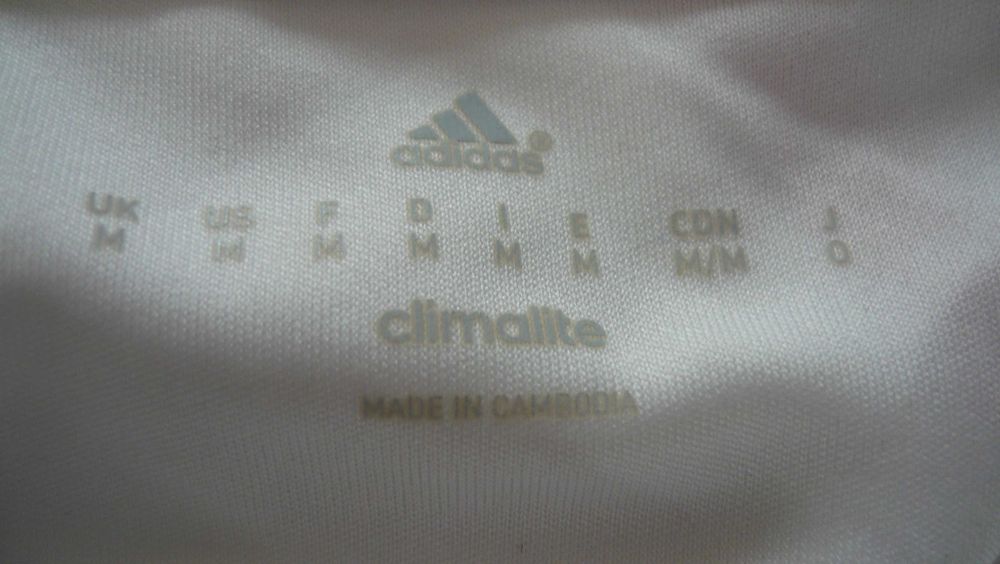 adidas®
UK US F D I E CDN J
M M M M M M M/M O
climalite
MADE IN CAMBODIA